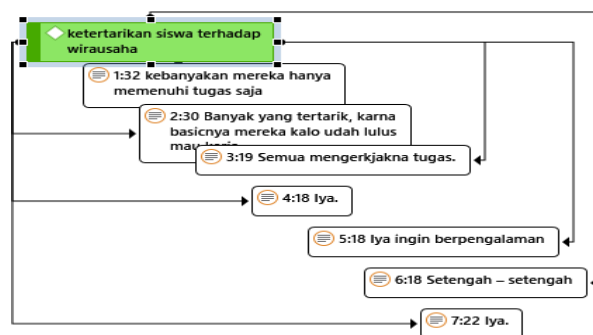 ketertarikan siswa terhadap
wirausaha
1:32 kebanyakan mereka hanya
memenuhi tugas saja
2:30 Banyak yang tertarik, karna
basicnya mereka kalo udah lulus
mau
3:19 Semua mengerkjakna tugas.
4:18 Iya.
5:18 Iya ingin berpengalaman
6:18 Setengah – setengah
7:22 Iya.